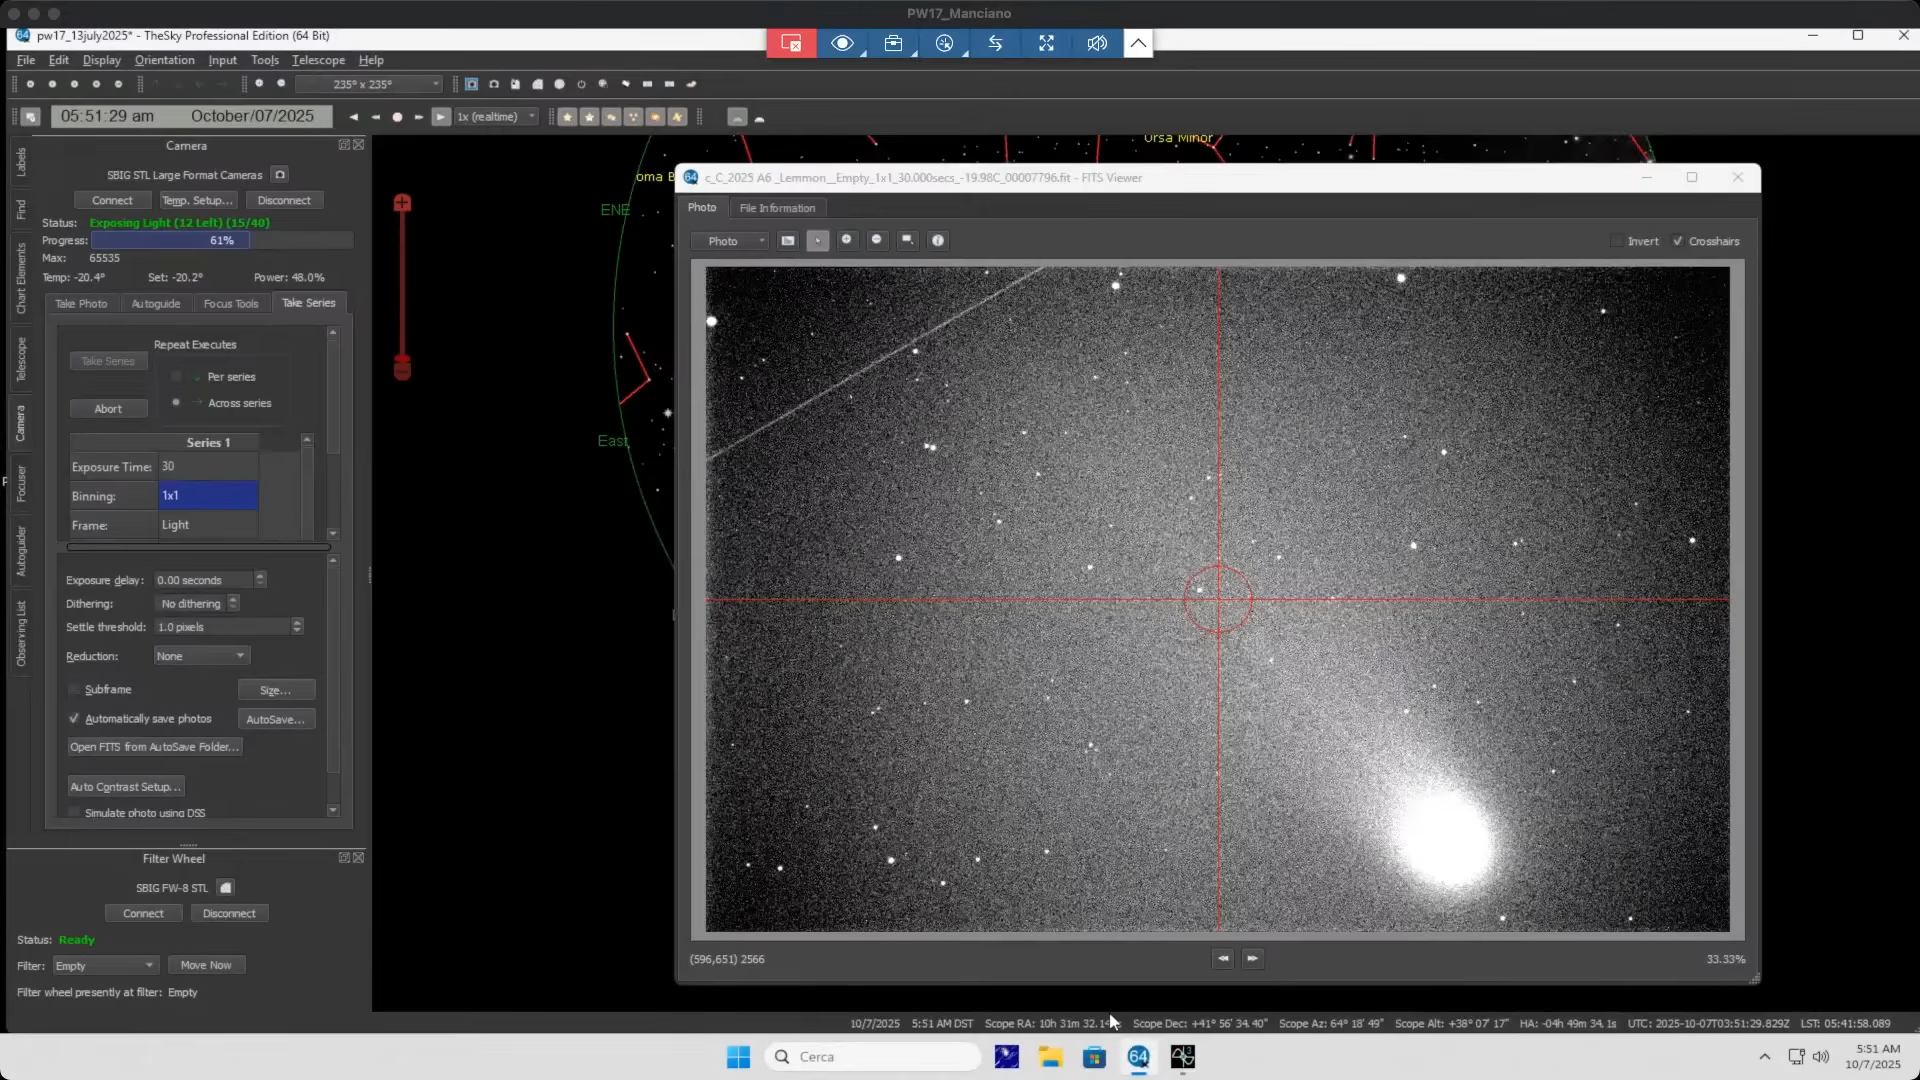 PW17_Manciano
pw17_13july2025* - TheSky Professional Edition (64 Bit)
File Edit Display Orientation Input Tools Telescope Help
235° x 235°
05:51:29 am October/07/2025
1x (realtime)
Labels
Find
Chart Elements
Telescope
Camera
Focuser
Autoguider
Observing List
Camera
SBIG STL Large Format Cameras
Connect Temp. Setup... Disconnect
Status: Exposing Light (12 Left) (15/40)
Progress: 61%
Max: 65535
Temp: -20.4° Set: -20.2° Power: 48.0%
Take Photo Autoguide Focus Tools Take Series
Repeat Executes
Take Series
Per series
Across series
Abort
Series 1
Exposure Time: 30
Binning: 1x1
Frame: Light
Exposure delay: 0.00 seconds
Dithering: No dithering
Settle threshold: 1.0 pixels
Reduction: None
Subframe Size...
Automatically save photos AutoSave...
Open FITS from AutoSave Folder...
Auto Contrast Setup...
Simulate photo using DSS
Filter Wheel
SBIG FW-8 STL
Connect Disconnect
Status: Ready
Filter: Empty Move Now
Filter wheel presently at filter: Empty
Ursa Minor
oma B
ENE
East
c_C_2025 A6 _Lemmon__Empty_1x1_30.000secs_-19.98C_00007796.fit - FITS Viewer
Photo File Information
Photo
Invert Crosshairs
(596,651) 2566
33.33%
10/7/2025 5:51 AM DST Scope RA: 10h 31m 32.1 Scope Dec: +41° 56' 34.40" Scope Az: 64° 18' 49" Scope Alt: +38° 07' 17" HA: -04h 49m 34.1s UTC: 2025-10-07T03:51:29.829Z LST: 05:41:58.089
Cerca
5:51 AM
10/7/2025